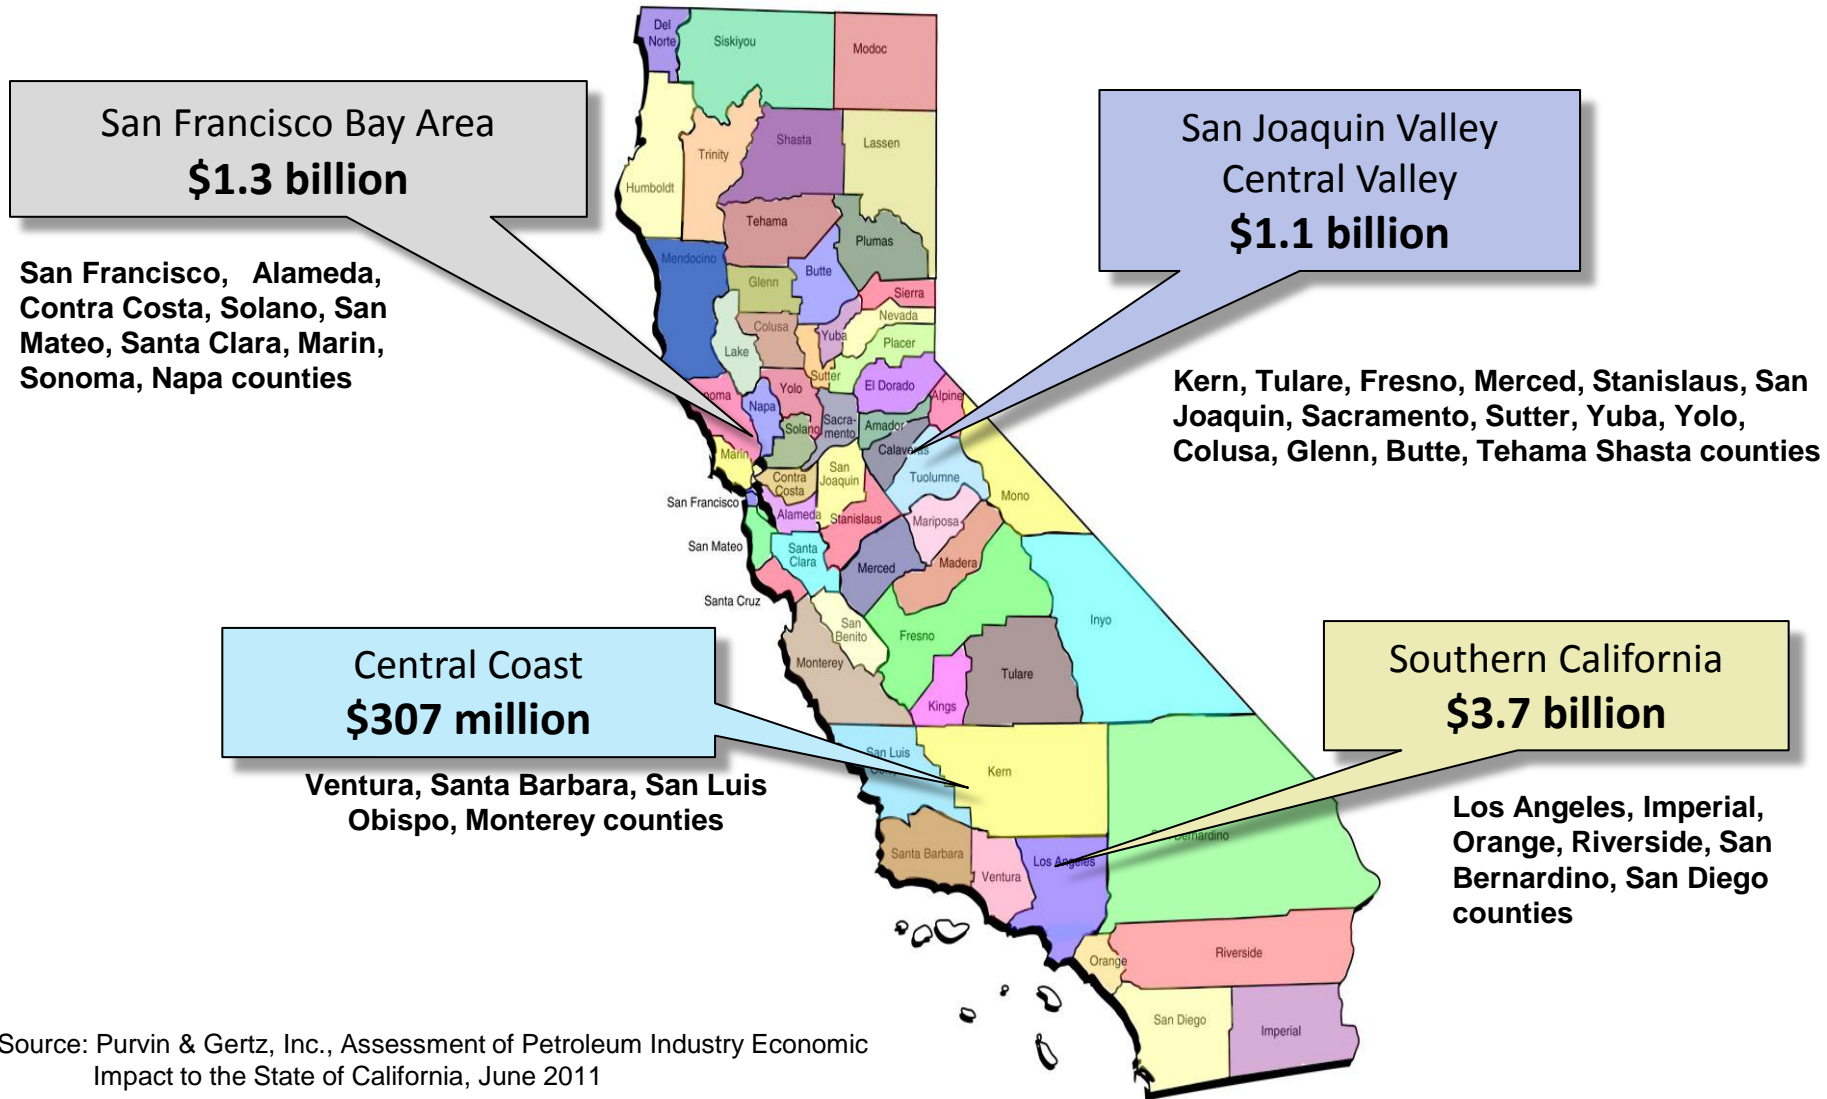 Del
Norte
Siskiyou
Modoc
San Francisco Bay Area
$1.3 billion
San Joaquin Valley
Central Valley
$1.1 billion
Shasta
Lassen
Trinity
Humboldt
Tehama
Plumas
Mendocino
Butte
Glenn
Sierra
Nevada
Colusa
Yuba
Placer
Lake
Sutter
El Dorado
Yolo
Alpine
Napa
Solano
Sacra-
mento
Amador
Calaveras
Marin
San
Joaquin
Contra
Costa
Tuolumne
Mono
San Francisco
Alameda
Stanislaus
Mariposa
San Mateo
Santa
Clara
Merced
Madera
Santa Cruz
Inyo
San
Benito
Fresno
Monterey
Tulare
Kings
San Francisco, Alameda,
Contra Costa, Solano, San
Mateo, Santa Clara, Marin,
Sonoma, Napa counties
Kern, Tulare, Fresno, Merced, Stanislaus, San
Joaquin, Sacramento, Sutter, Yuba, Yolo,
Colusa, Glenn, Butte, Tehama Shasta counties
Central Coast
$307 million
Southern California
$3.7 billion
San Luis
Kern
Ventura, Santa Barbara, San Luis
Obispo, Monterey counties
Los Angeles, Imperial,
Orange, Riverside, San
Bernardino, San Diego
counties
Bernardino
Santa Barbara
Ventura
Los Angeles
Orange
Riverside
San Diego
Imperial
Source: Purvin & Gertz, Inc., Assessment of Petroleum Industry Economic
Impact to the State of California, June 2011